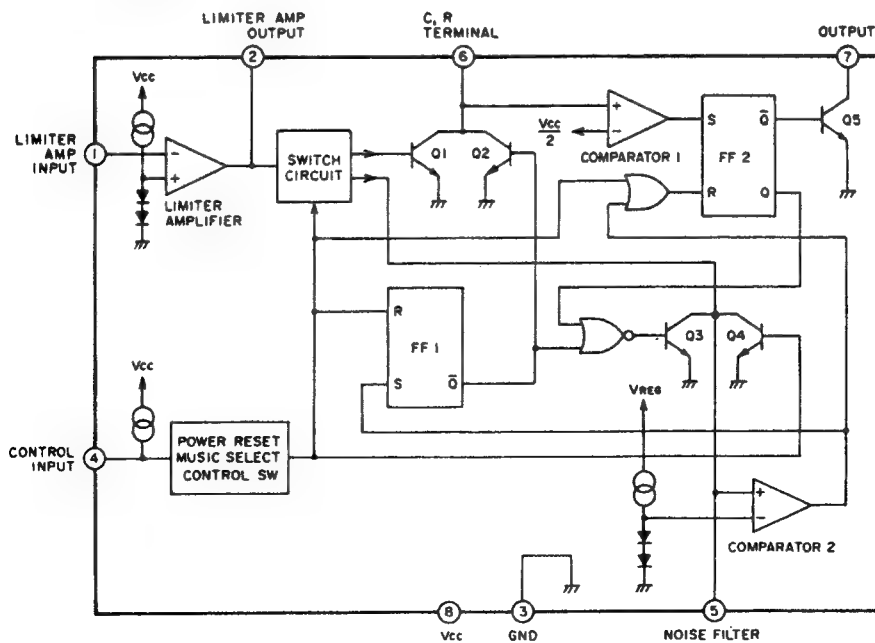 LIMITER AMP
OUTPUT
C, R
TERMINAL
OUTPUT
2
6
7
Vcc
LIMITER
AMP
INPUT
1
-
+
LIMITER
AMPLIFIER
SWITCH
CIRCUIT
Q1
Q2
Vcc
2
+
-
COMPARATOR 1
S
Q̅
FF 2
R
Q
Q5
R
FF 1
S
Q̅
Q3
Q4
Vcc
CONTROL
INPUT
4
POWER RESET
MUSIC SELECT
CONTROL SW
VREG
+
-
COMPARATOR 2
8
Vcc
3
GND
5
NOISE FILTER